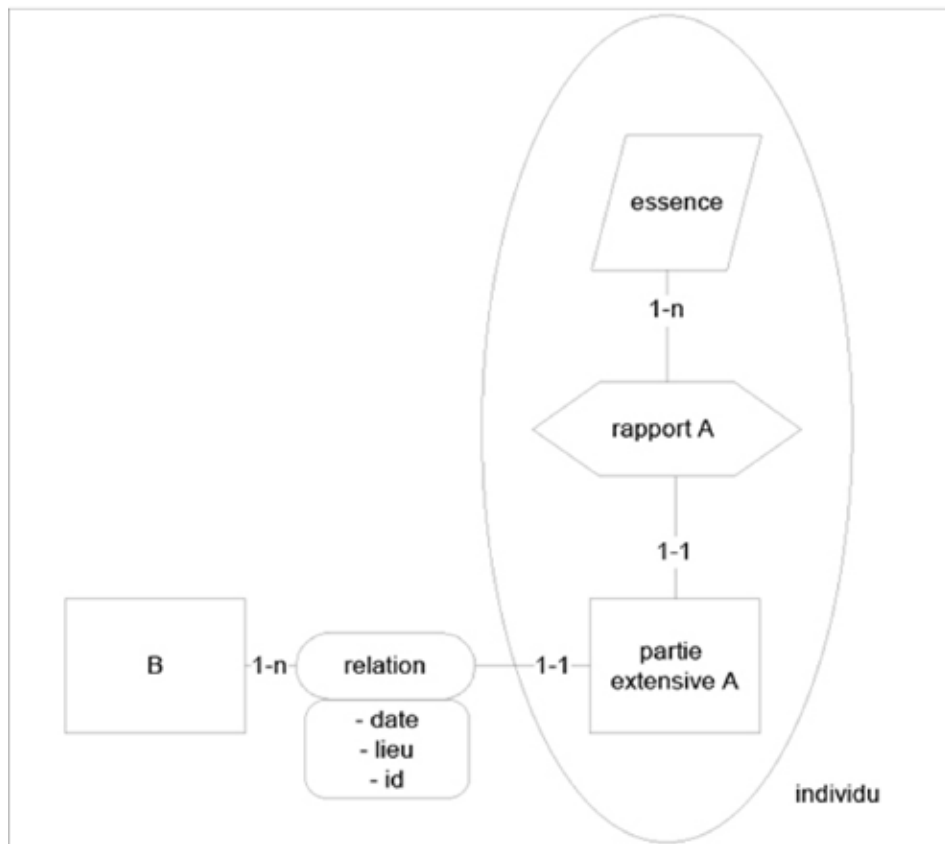 essence
1-n
rapport A
1-1
B
1-n
relation
1-1
partie
extensive A
- date
- lieu
- id
individu